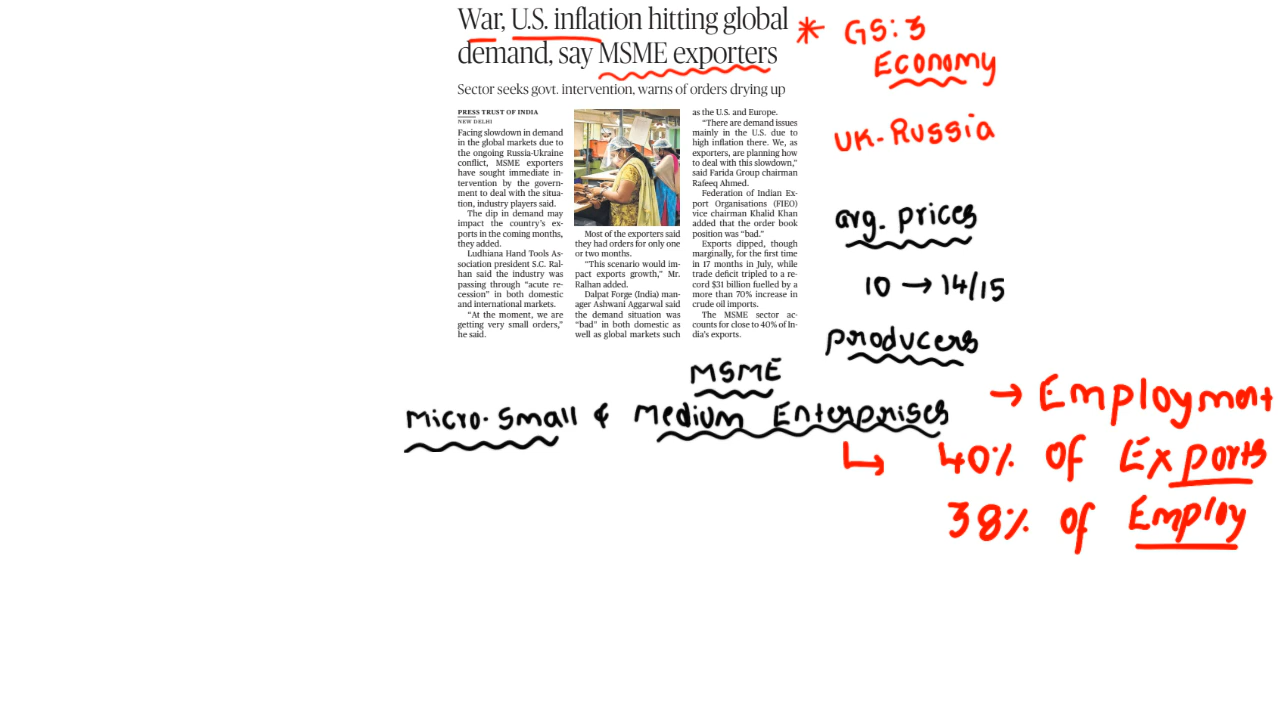 War, U.S. inflation hitting global
demand, say MSME exporters
Sector seeks govt. intervention, warns of orders drying up
PRESS TRUST OF INDIA
NEW DELHI
Facing slowdown in demand
in the global markets due to
the ongoing Russia-Ukraine
conflict, MSME exporters
have sought immediate in-
tervention by the govern-
ment to deal with the situa-
tion, industry players said.
The dip in demand may
impact the country's ex-
ports in the coming months,
they added.
Ludhiana Hand Tools As-
sociation president S.C. Ral-
han said the industry was
passing through "acute re-
cession" in both domestic
and international markets.
"At the moment, we are
getting very small orders,"
he said.
Most of the exporters said
they had orders for only one
or two months.
"This scenario would im-
pact exports growth," Mr.
Ralhan added.
Dalpat Forge (India) man-
ager Ashwani Aggarwal said
the demand situation was
"bad" in both domestic as
well as global markets such
as the U.S. and Europe.
"There are demand issues
mainly in the U.S. due to
high inflation there. We, as
exporters, are planning how
to deal with this slowdown,"
said Farida Group chairman
Rafeeq Ahmed.
Federation of Indian Ex-
port Organisations (FIEO)
vice chairman Khalid Khan
added that the order book
position was "bad."
Exports dipped, though
marginally, for the first time
in 17 months in July, while
trade deficit tripled to a re-
cord $31 billion fuelled by a
more than 70% increase in
crude oil imports.
The MSME sector ac-
counts for close to 40% of In-
dia's exports.
* GS: 3
Economy
UK-Russia
avg. prices
10 → 14/15
producers
MSME
Micro. Small & Medium Enterprises
→ Employment
↳ 40% of Exports
38% of Employ